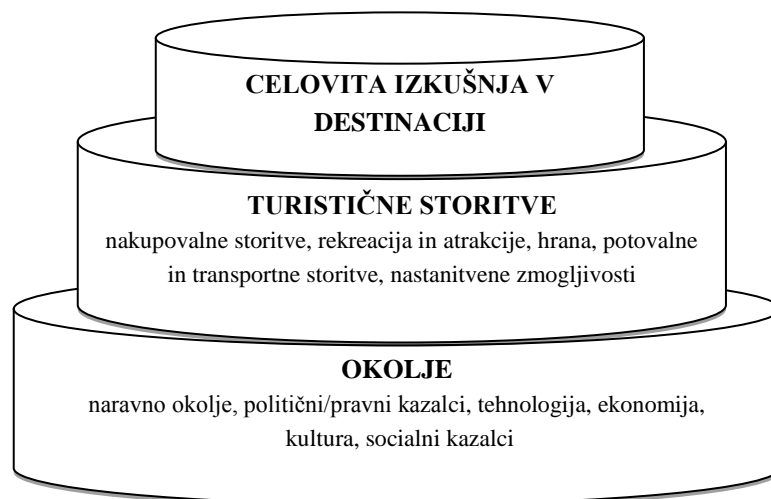 CELOVITA IZKUŠNJA V
DESTINACIJI
TURISTIČNE STORITVE
nakupovalne storitve, rekreacija in atrakcije, hrana, potovalne
in transportne storitve, nastanitvene zmogljivosti
OKOLJE
naravno okolje, politični/pravni kazalci, tehnologija, ekonomija,
kultura, socialni kazalci